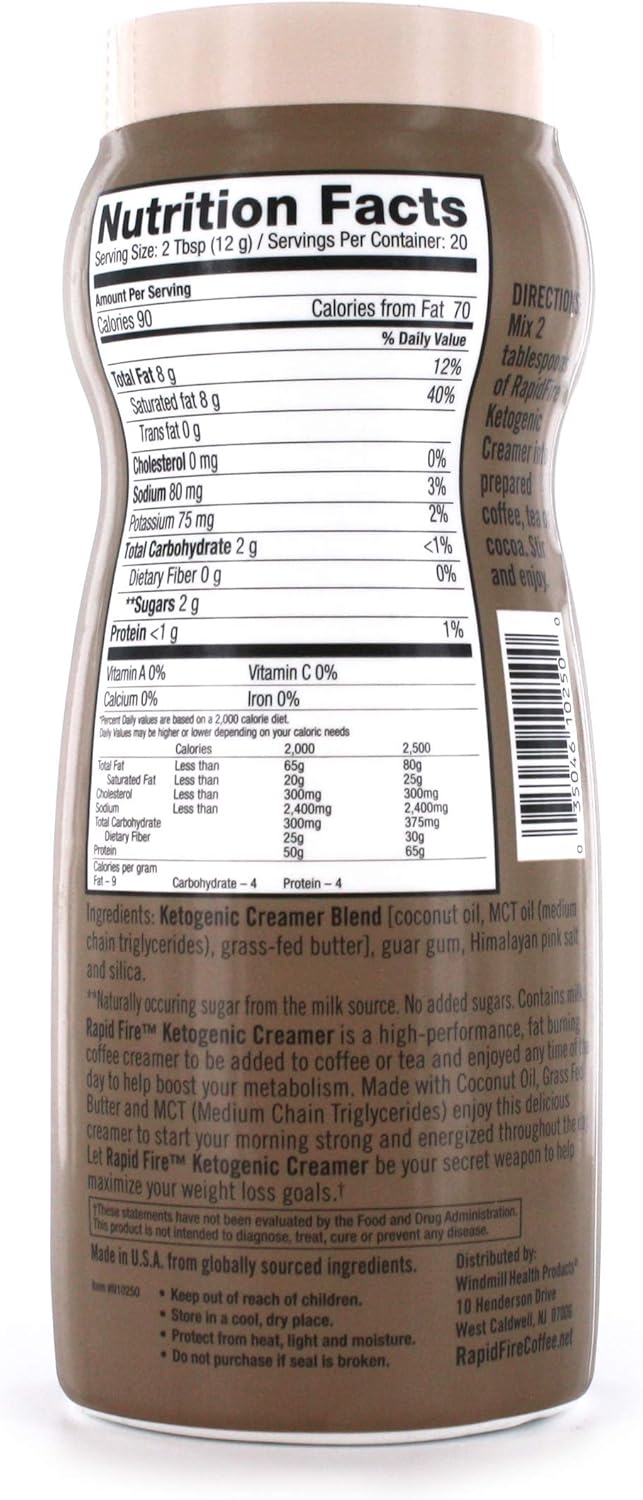 Nutrition Facts
Serving Size: 2 Tbsp (12 g) / Servings Per Container: 20
Amount Per Serving
Calories 90 Calories from Fat 70
% Daily Value
Total Fat 8 g 12%
Saturated fat 8 g 40%
Trans fat 0 g
Cholesterol 0 mg 0%
Sodium 80 mg 3%
Potassium 75 mg 2%
Total Carbohydrate 2 g <1%
Dietary Fiber 0 g 0%
**Sugars 2 g
Protein <1 g 1%
Vitamin A 0% Vitamin C 0%
Calcium 0% Iron 0%
*Percent Daily values are based on a 2,000 calorie diet.
Daily Values may be higher or lower depending on your caloric needs
Calories 2,000 2,500
Total Fat Less than 65g 80g
Saturated Fat Less than 20g 25g
Cholesterol Less than 300mg 300mg
Sodium Less than 2,400mg 2,400mg
Total Carbohydrate 300mg 375mg
Dietary Fiber 25g 30g
Protein 50g 65g
Calories per gram
Fat – 9 Carbohydrate – 4 Protein – 4
DIRECTIONS:
Mix 2
tablespoons
of RapidFire
Ketogenic
Creamer into
prepared
coffee, tea or
cocoa. Stir
and enjoy.
0 35046 10250 0
Ingredients: Ketogenic Creamer Blend [coconut oil, MCT oil (medium
chain triglycerides), grass-fed butter], guar gum, Himalayan pink salt
and silica.
**Naturally occuring sugar from the milk source. No added sugars. Contains milk
Rapid Fire™ Ketogenic Creamer is a high-performance, fat burning
coffee creamer to be added to coffee or tea and enjoyed any time of the
day to help boost your metabolism. Made with Coconut Oil, Grass Fed
Butter and MCT (Medium Chain Triglycerides) enjoy this delicious
creamer to start your morning strong and energized throughout the
Let Rapid Fire™ Ketogenic Creamer be your secret weapon to help
maximize your weight loss goals.†
†These statements have not been evaluated by the Food and Drug Administration.
This product is not intended to diagnose, treat, cure or prevent any disease.
Made in U.S.A. from globally sourced ingredients.
Item #910250
• Keep out of reach of children.
• Store in a cool, dry place.
• Protect from heat, light and moisture.
• Do not purchase if seal is broken.
Distributed by:
Windmill Health Products®
10 Henderson Drive
West Caldwell, NJ 07006
RapidFireCoffee.net